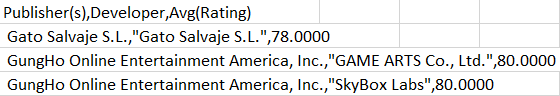 Publisher(s),Developer,Avg(Rating)
Gato Salvaje S.L.,"Gato Salvaje S.L.",78.0000
GungHo Online Entertainment America, Inc.,"GAME ARTS Co., Ltd.",80.0000
GungHo Online Entertainment America, Inc.,"SkyBox Labs",80.0000